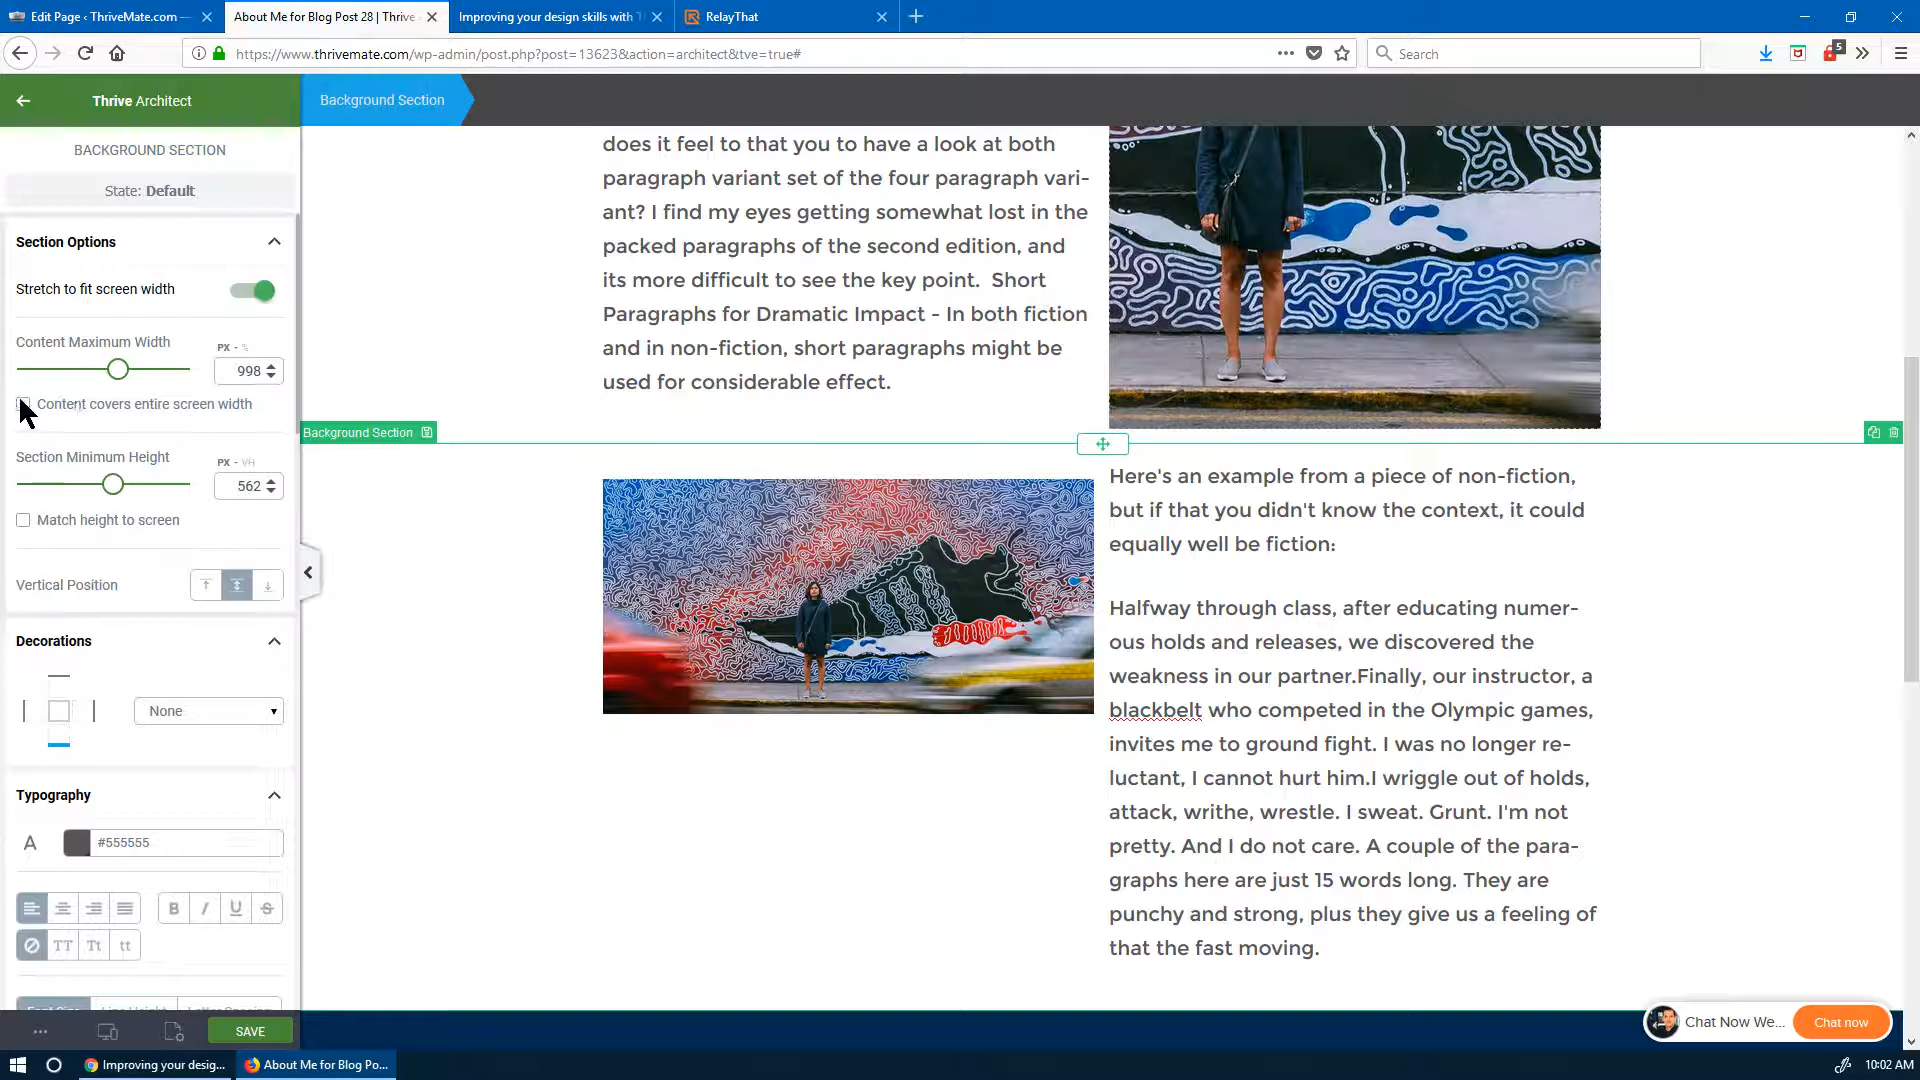 Edit Page ‹ ThriveMate.com —
About Me for Blog Post 28 | Thrive
Improving your design skills with T
RelayThat
https://www.thrivemate.com/wp-admin/post.php?post=13623&action=architect&tve=true#
Search
5
Thrive Architect
Background Section
BACKGROUND SECTION
State: Default
Section Options
Stretch to fit screen width
Content Maximum Width
PX - %
998
Content covers entire screen width
Section Minimum Height
PX - VH
562
Match height to screen
Vertical Position
Decorations
None
Typography
A
#555555
B I U S
TT Tt tt
Font Size Line Height Letter Spacing
SAVE
does it feel to that you to have a look at both
paragraph variant set of the four paragraph vari-
ant? I find my eyes getting somewhat lost in the
packed paragraphs of the second edition, and
its more difficult to see the key point.  Short
Paragraphs for Dramatic Impact - In both fiction
and in non-fiction, short paragraphs might be
used for considerable effect.
Background Section
Here's an example from a piece of non-fiction,
but if that you didn't know the context, it could
equally well be fiction:
Halfway through class, after educating numer-
ous holds and releases, we discovered the
weakness in our partner.Finally, our instructor, a
blackbelt who competed in the Olympic games,
invites me to ground fight. I was no longer re-
luctant, I cannot hurt him.I wriggle out of holds,
attack, writhe, wrestle. I sweat. Grunt. I'm not
pretty. And I do not care. A couple of the para-
graphs here are just 15 words long. They are
punchy and strong, plus they give us a feeling of
that the fast moving.
Chat Now We...
Chat now
Improving your desig...
About Me for Blog Po...
10:02 AM